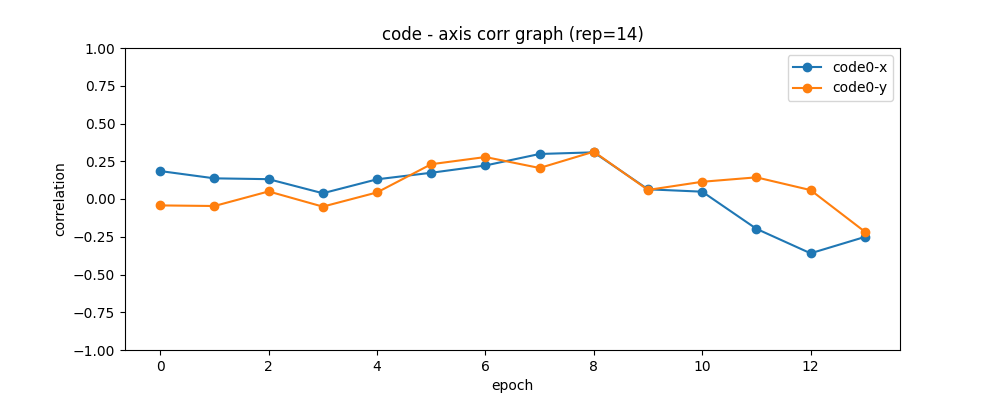 code - axis corr graph (rep=14)
1.00
0.75
0.50
0.25
0.00
−0.25
−0.50
−0.75
−1.00
correlation
0 2 4 6 8 10 12
epoch
code0-x
code0-y